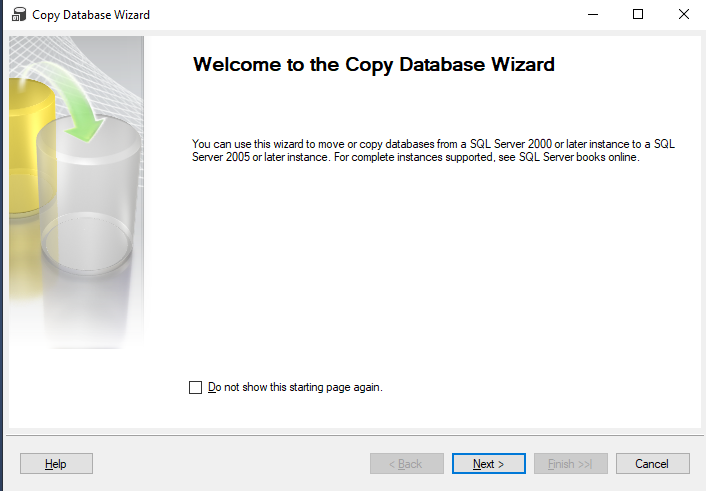 Copy Database Wizard
Welcome to the Copy Database Wizard
You can use this wizard to move or copy databases from a SQL Server 2000 or later instance to a SQL
Server 2005 or later instance. For complete instances supported, see SQL Server books online.
Do not show this starting page again.
Help
< Back
Next >
Finish >>|
Cancel